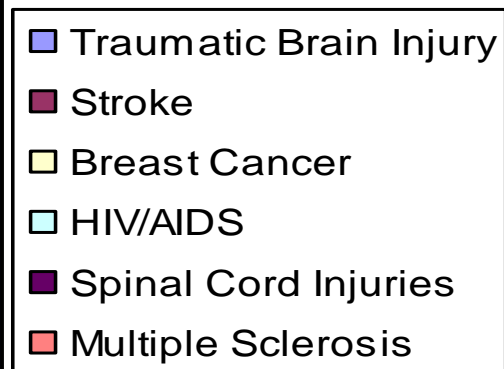 Traumatic Brain Injury
Stroke
Breast Cancer
HIV/AIDS
Spinal Cord Injuries
Multiple Sclerosis